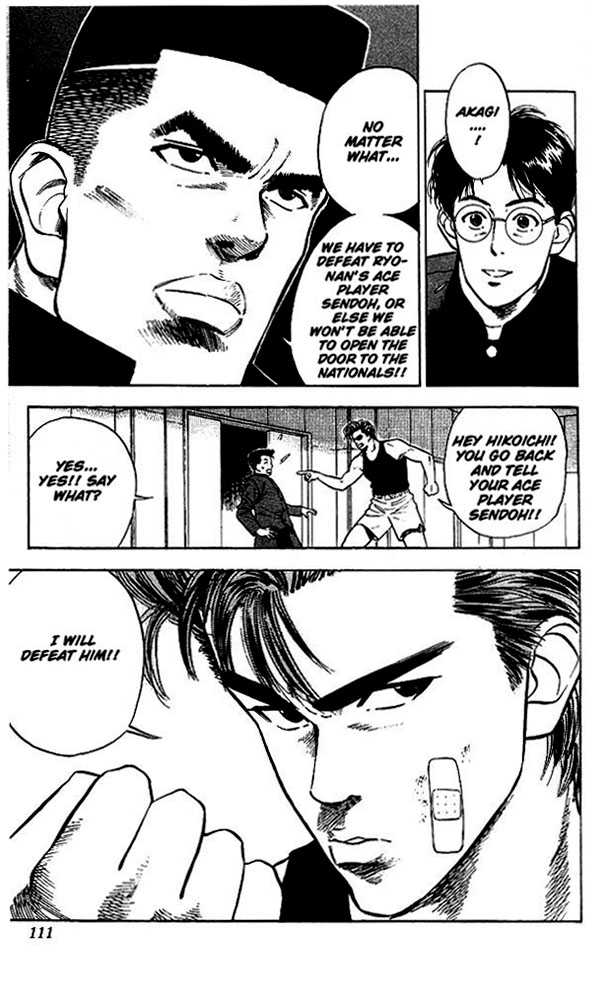 AKAGI
....
!
NO
MATTER
WHAT...
WE HAVE TO
DEFEAT RYO-
NAN'S ACE
PLAYER
SENDOH, OR
ELSE WE
WON'T BE ABLE
TO OPEN THE
DOOR TO THE
NATIONALS!!
HEY HIKOICHI!
YOU GO BACK
AND TELL
YOUR ACE
PLAYER
SENDOH!!
YES...
YES!! SAY
WHAT?
I WILL
DEFEAT HIM!!
111